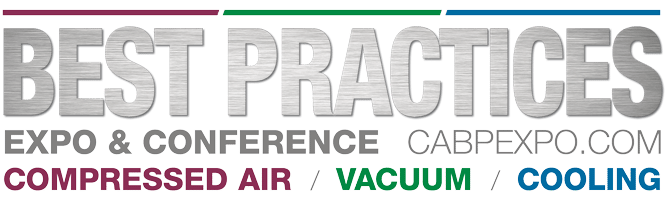 BEST PRACTICES
EXPO & CONFERENCE CABPEXPO.COM
COMPRESSED AIR / VACUUM / COOLING